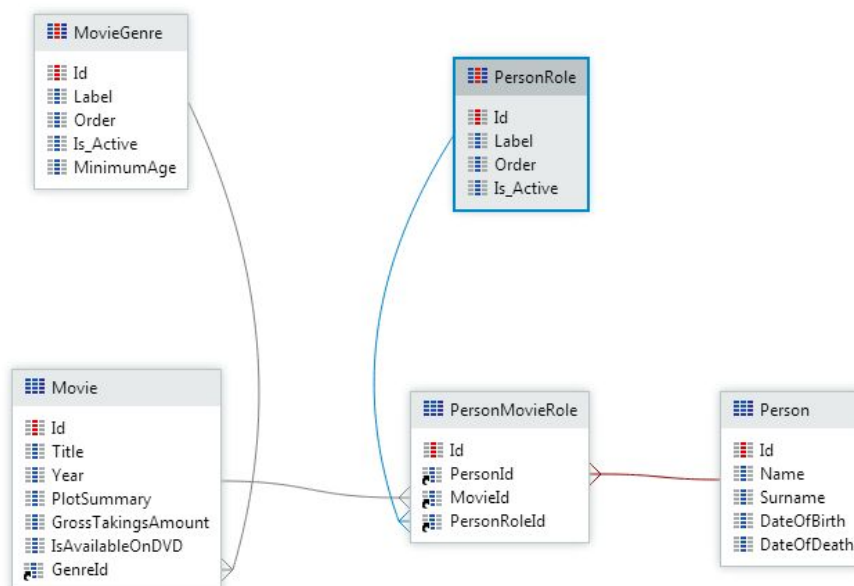 MovieGenre
Id
Label
Order
Is_Active
MinimumAge
PersonRole
Id
Label
Order
Is_Active
Movie
Id
Title
Year
PlotSummary
GrossTakingsAmount
IsAvailableOnDVD
GenreId
PersonMovieRole
Id
PersonId
MovieId
PersonRoleId
Person
Id
Name
Surname
DateOfBirth
DateOfDeath